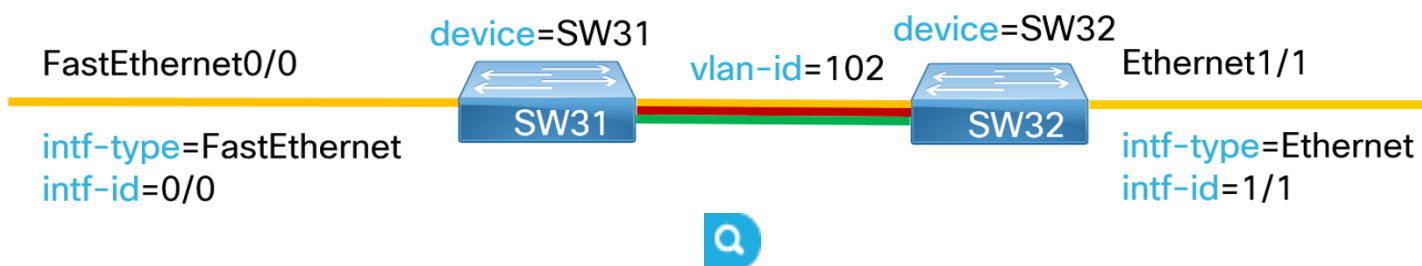 FastEthernet0/0
device=SW31
vlan-id=102
device=SW32
Ethernet1/1
SW31
SW32
intf-type=FastEthernet
intf-id=0/0
intf-type=Ethernet
intf-id=1/1